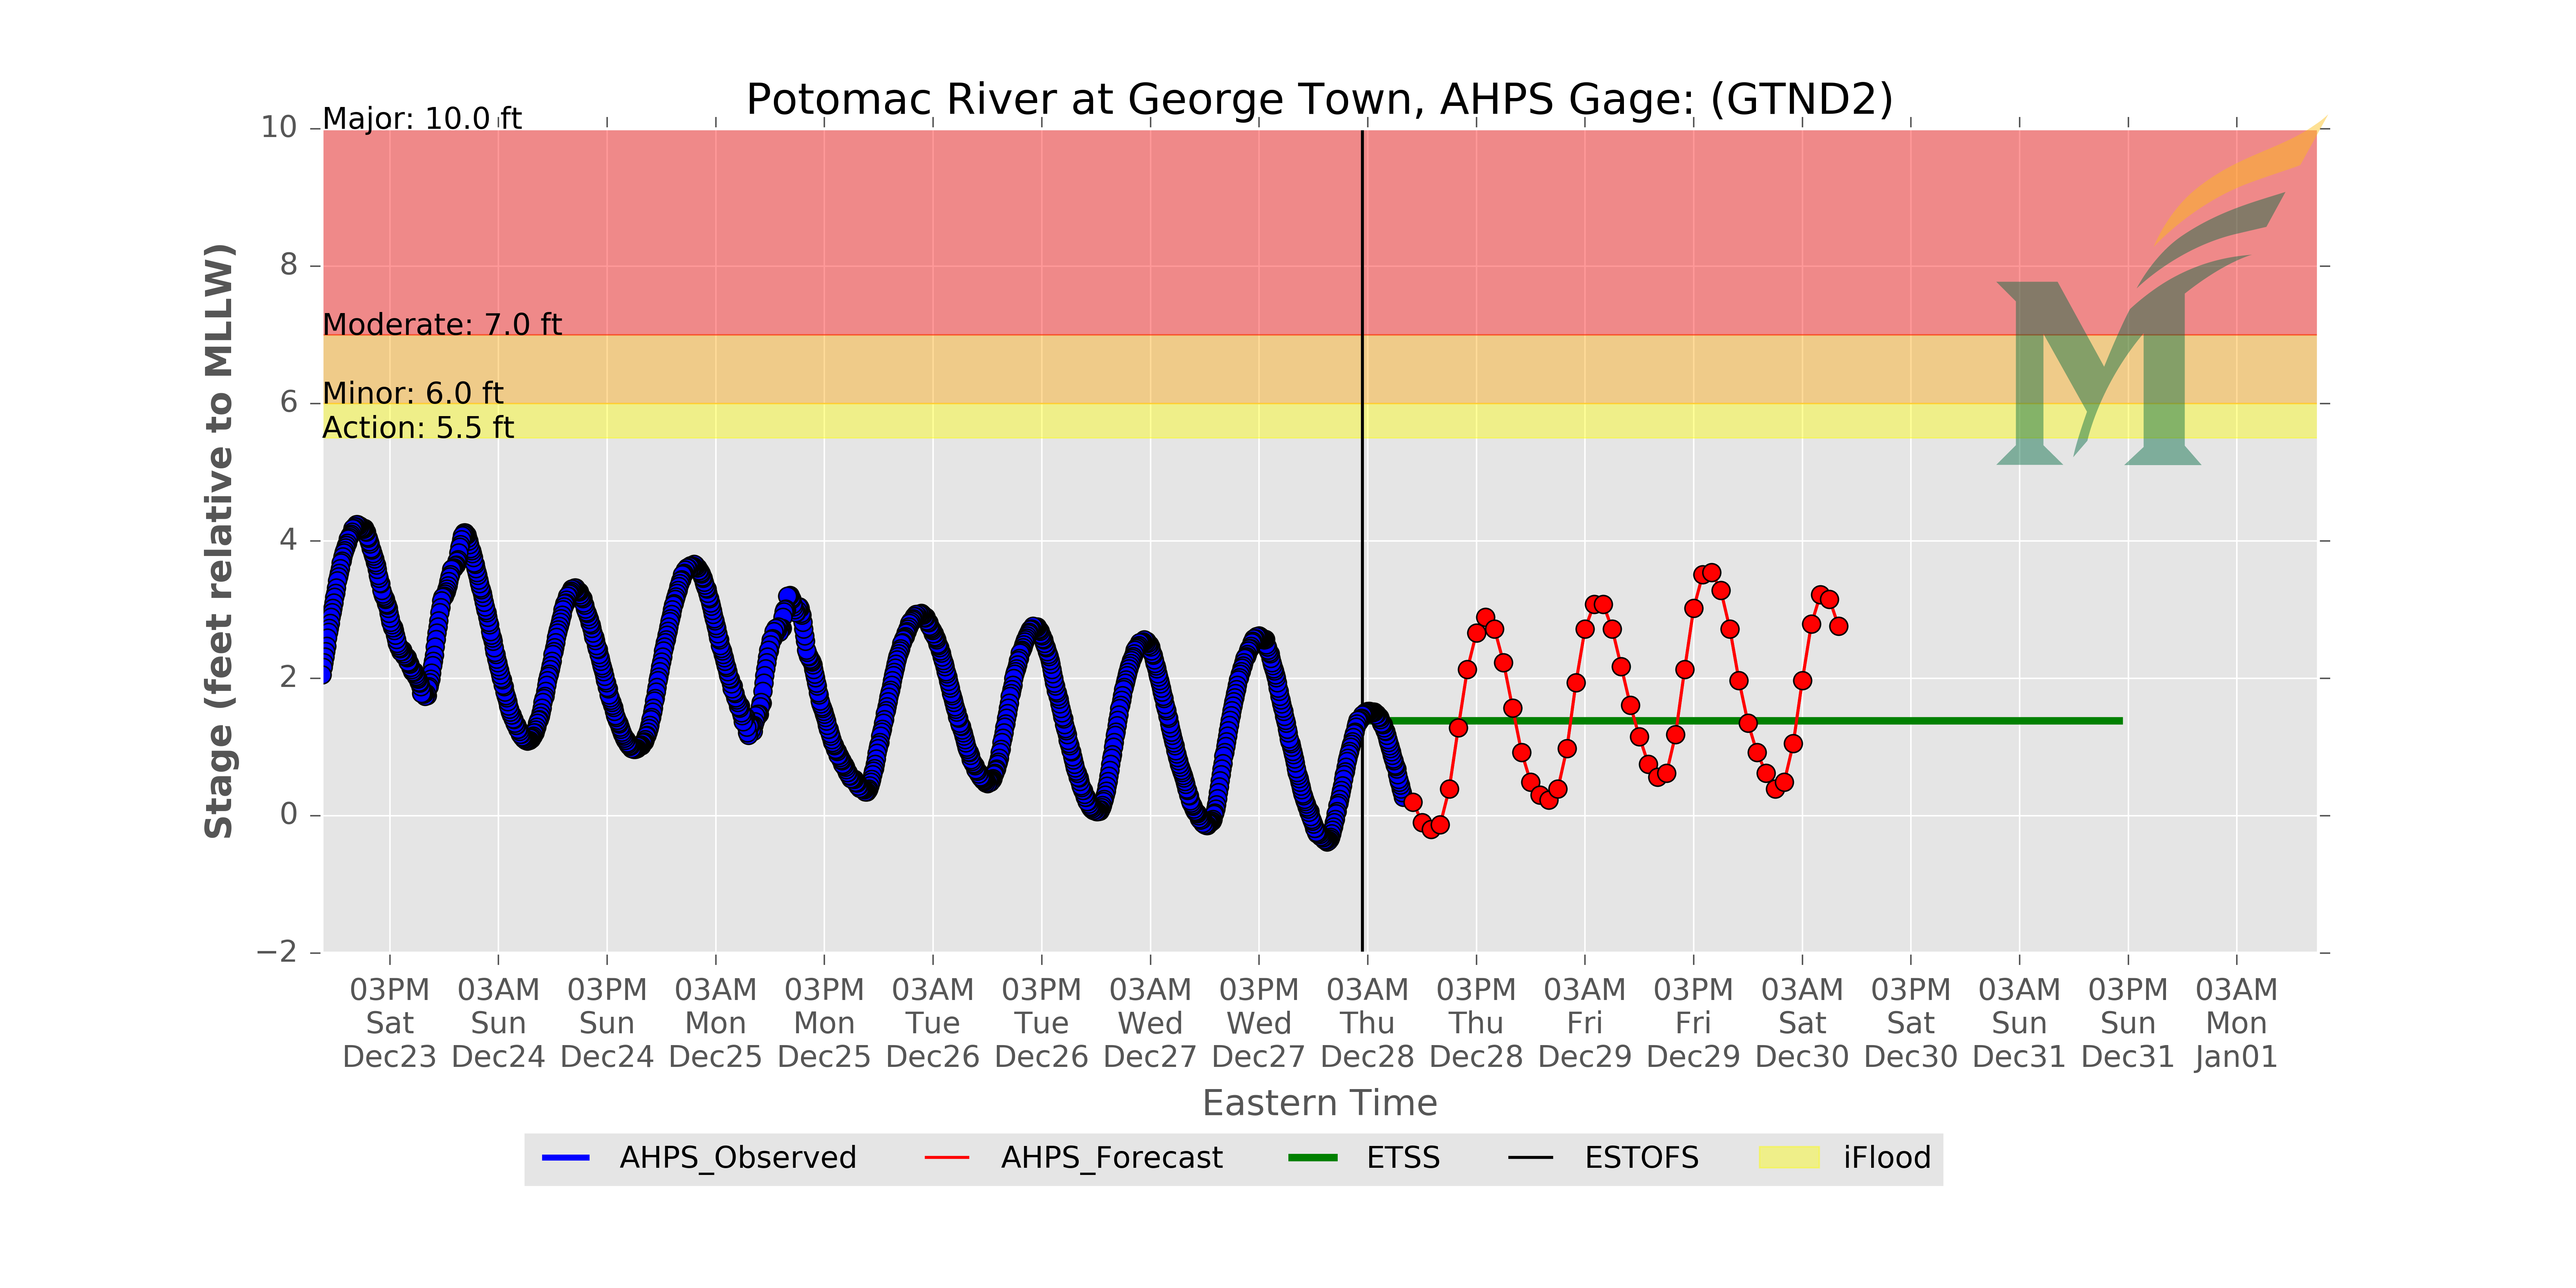 Potomac River at George Town, AHPS Gage: (GTND2)
Major: 10.0 ft
Moderate: 7.0 ft
Minor: 6.0 ft
Action: 5.5 ft
Stage (feet relative to MLLW)
10
8
6
4
2
0
−2
03PM 03AM 03PM 03AM 03PM 03AM 03PM 03AM 03PM 03AM 03PM 03AM 03PM 03AM 03PM 03AM 03PM 03AM
Sat Sun Sun Mon Mon Tue Tue Wed Wed Thu Thu Fri Fri Sat Sat Sun Sun Mon
Dec23 Dec24 Dec24 Dec25 Dec25 Dec26 Dec26 Dec27 Dec27 Dec28 Dec28 Dec29 Dec29 Dec30 Dec30 Dec31 Dec31 Jan01
Eastern Time
AHPS_Observed AHPS_Forecast ETSS ESTOFS iFlood